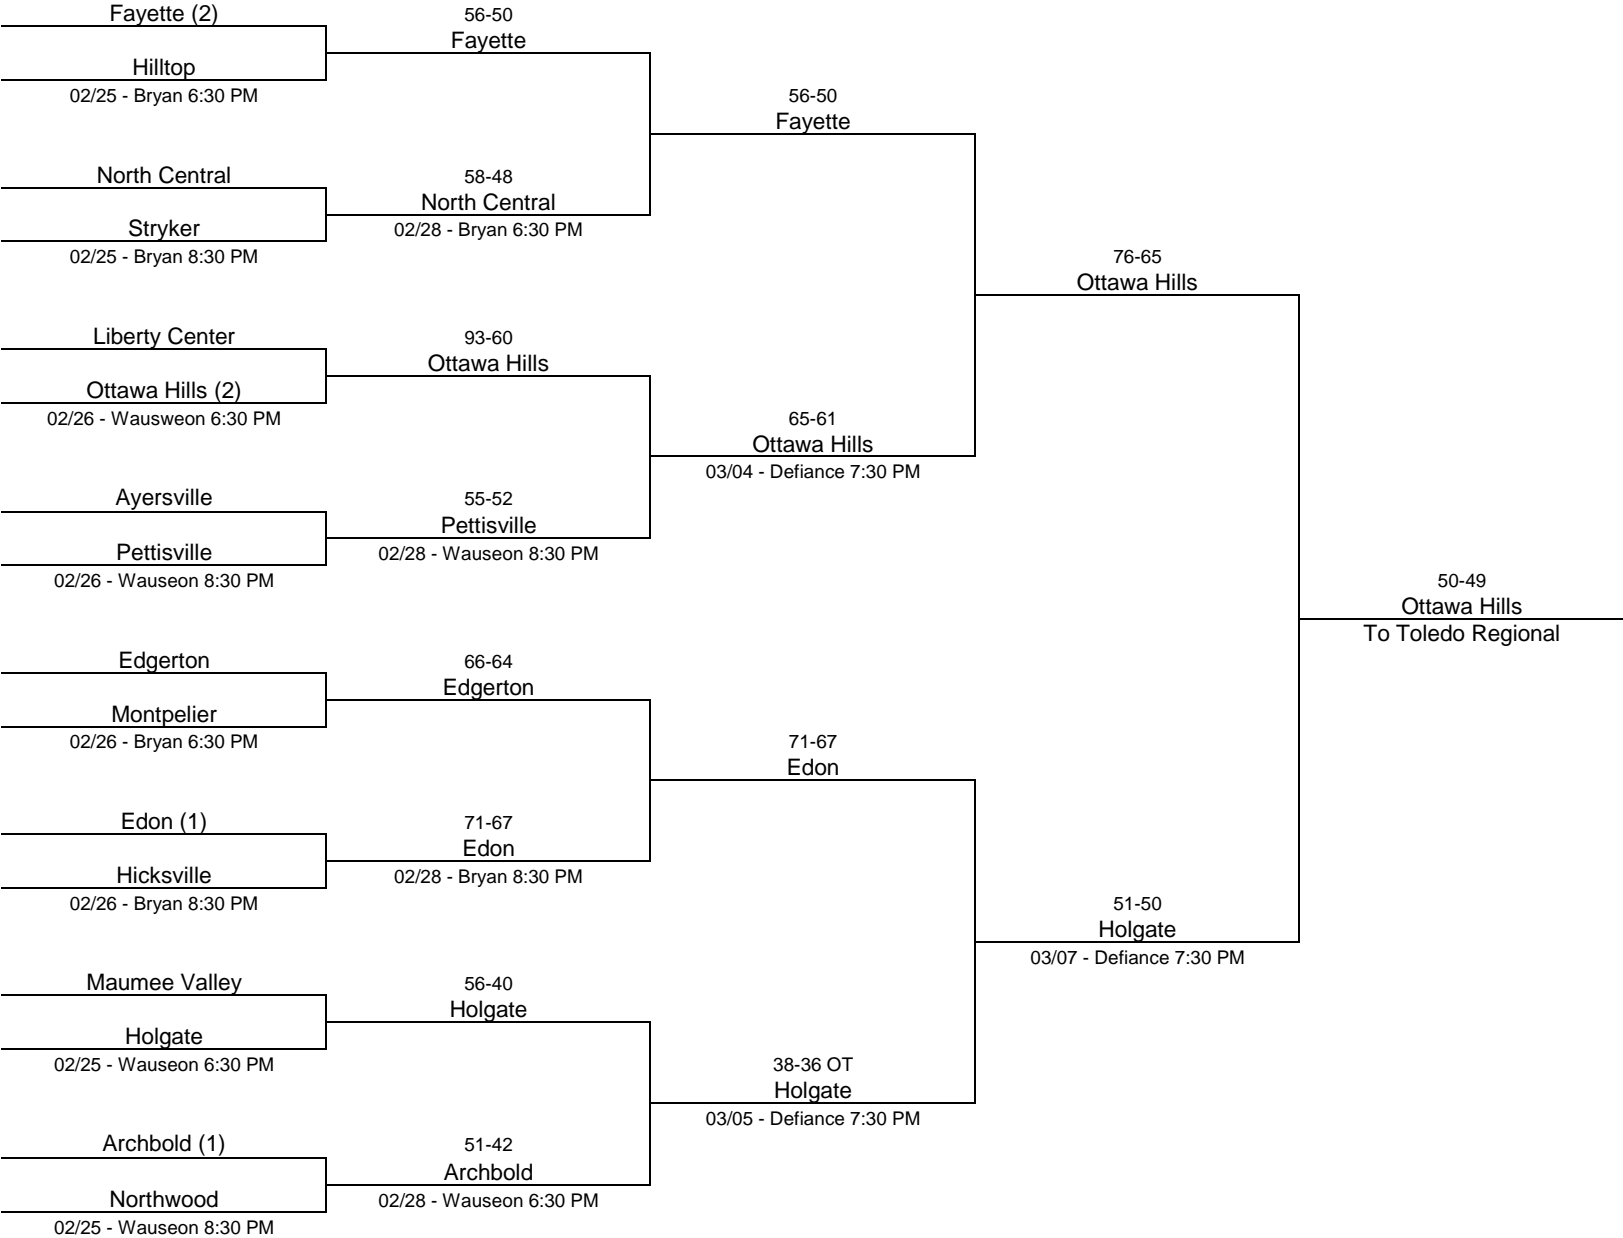 Fayette (2)
Hilltop
02/25 - Bryan 6:30 PM
North Central
Stryker
02/25 - Bryan 8:30 PM
Liberty Center
Ottawa Hills (2)
02/26 - Wausweon 6:30 PM
Ayersville
Pettisville
02/26 - Wauseon 8:30 PM
Edgerton
Montpelier
02/26 - Bryan 6:30 PM
Edon (1)
Hicksville
02/26 - Bryan 8:30 PM
Maumee Valley
Holgate
02/25 - Wauseon 6:30 PM
Archbold (1)
Northwood
02/25 - Wauseon 8:30 PM
56-50
Fayette
58-48
North Central
02/28 - Bryan 6:30 PM
93-60
Ottawa Hills
55-52
Pettisville
02/28 - Wauseon 8:30 PM
66-64
Edgerton
71-67
Edon
02/28 - Bryan 8:30 PM
56-40
Holgate
51-42
Archbold
02/28 - Wauseon 6:30 PM
56-50
Fayette
65-61
Ottawa Hills
03/04 - Defiance 7:30 PM
71-67
Edon
38-36 OT
Holgate
03/05 - Defiance 7:30 PM
76-65
Ottawa Hills
51-50
Holgate
03/07 - Defiance 7:30 PM
50-49
Ottawa Hills
To Toledo Regional